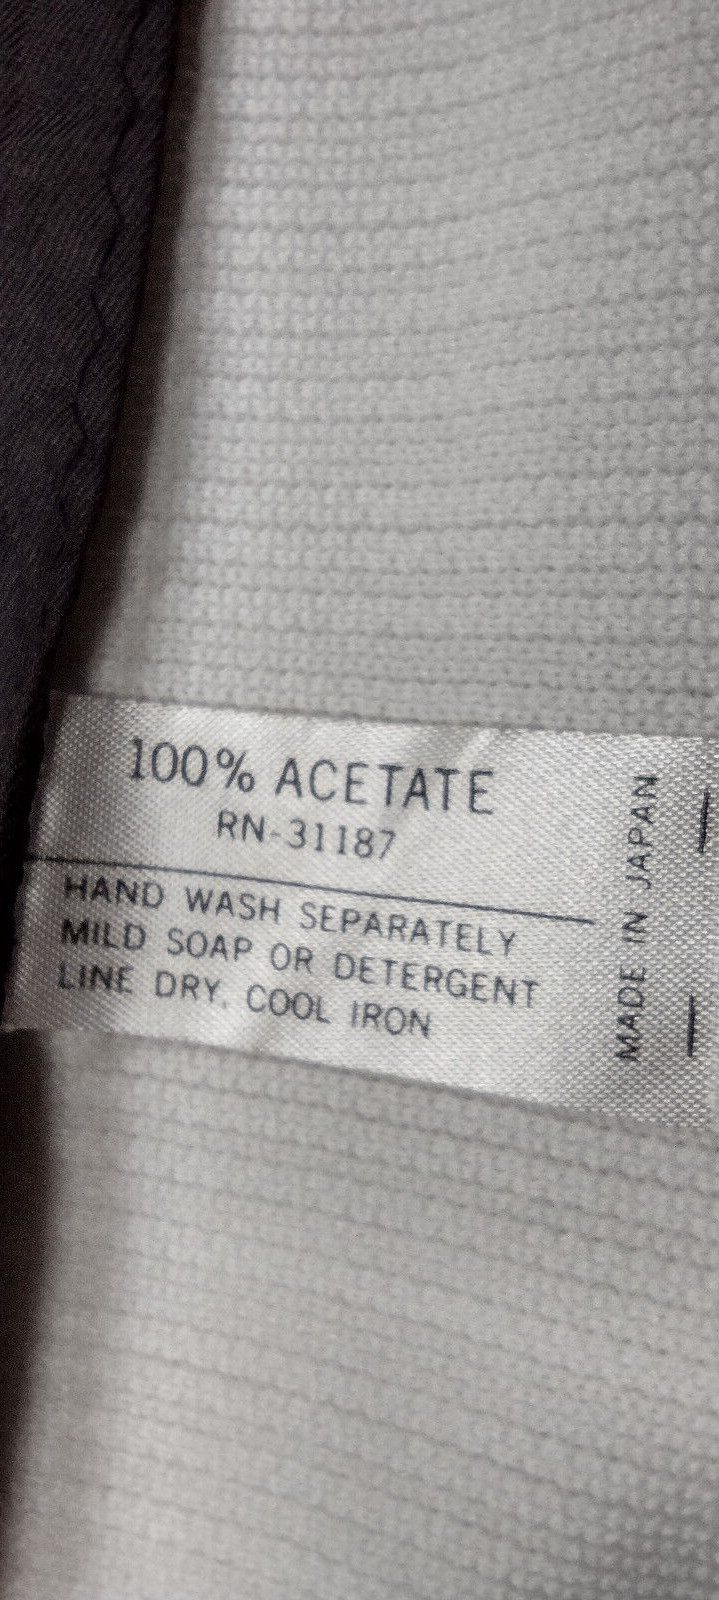 100% ACETATE
RN-31187
HAND WASH SEPARATELY
MILD SOAP OR DETERGENT
LINE DRY, COOL IRON
MADE IN JAPAN